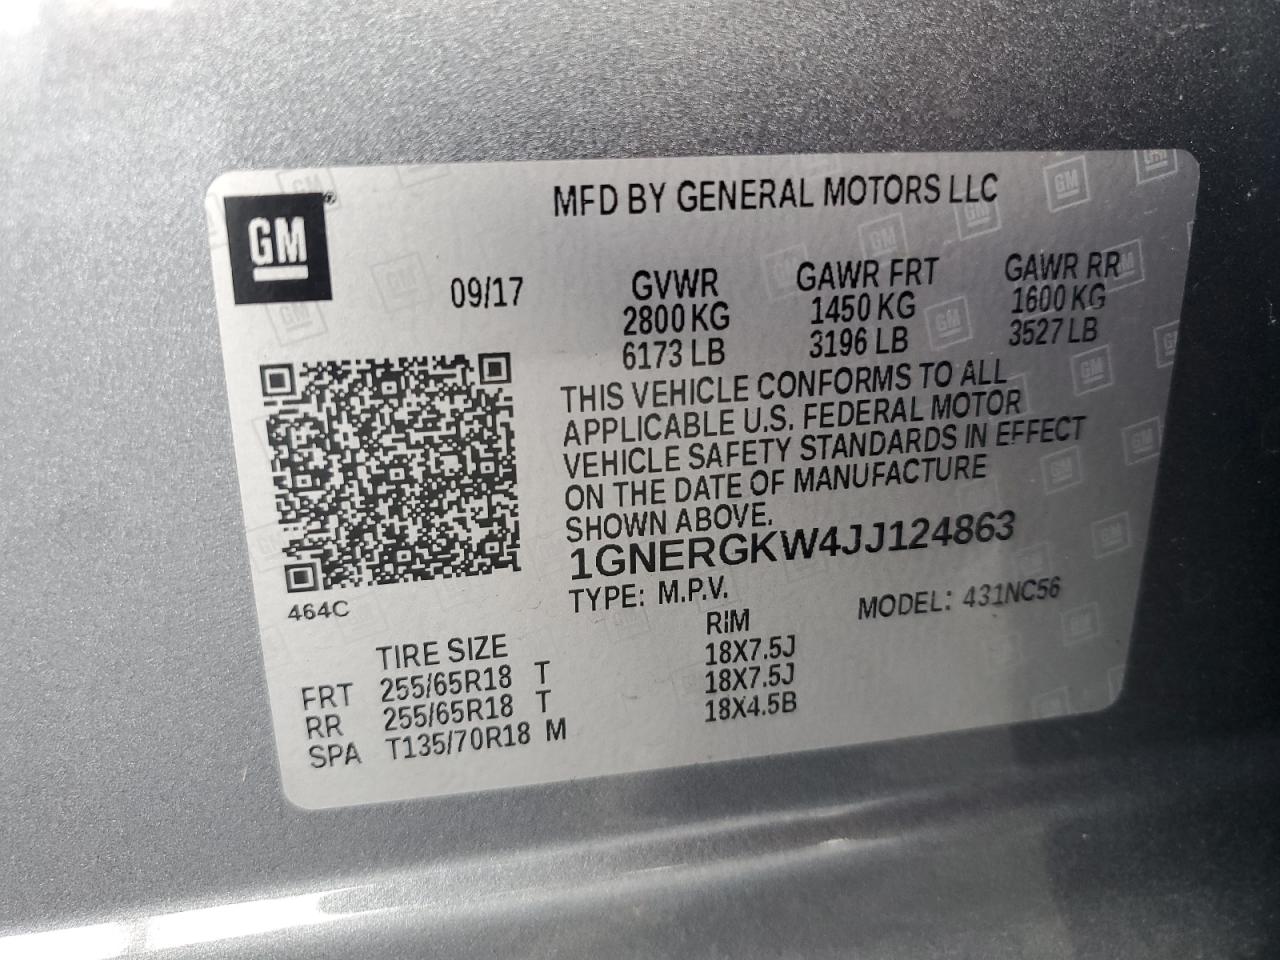 GM
®
MFD BY GENERAL MOTORS LLC
09/17
GVWR GAWR FRT GAWR RR
2800 KG 1450 KG 1600 KG
6173 LB 3196 LB 3527 LB
THIS VEHICLE CONFORMS TO ALL
APPLICABLE U.S. FEDERAL MOTOR
VEHICLE SAFETY STANDARDS IN EFFECT
ON THE DATE OF MANUFACTURE
SHOWN ABOVE.
1GNERGKW4JJ124863
464C
TYPE: M.P.V. MODEL: 431NC56
TIRE SIZE RIM
FRT 255/65R18 T 18X7.5J
RR 255/65R18 T 18X7.5J
SPA T135/70R18 M 18X4.5B